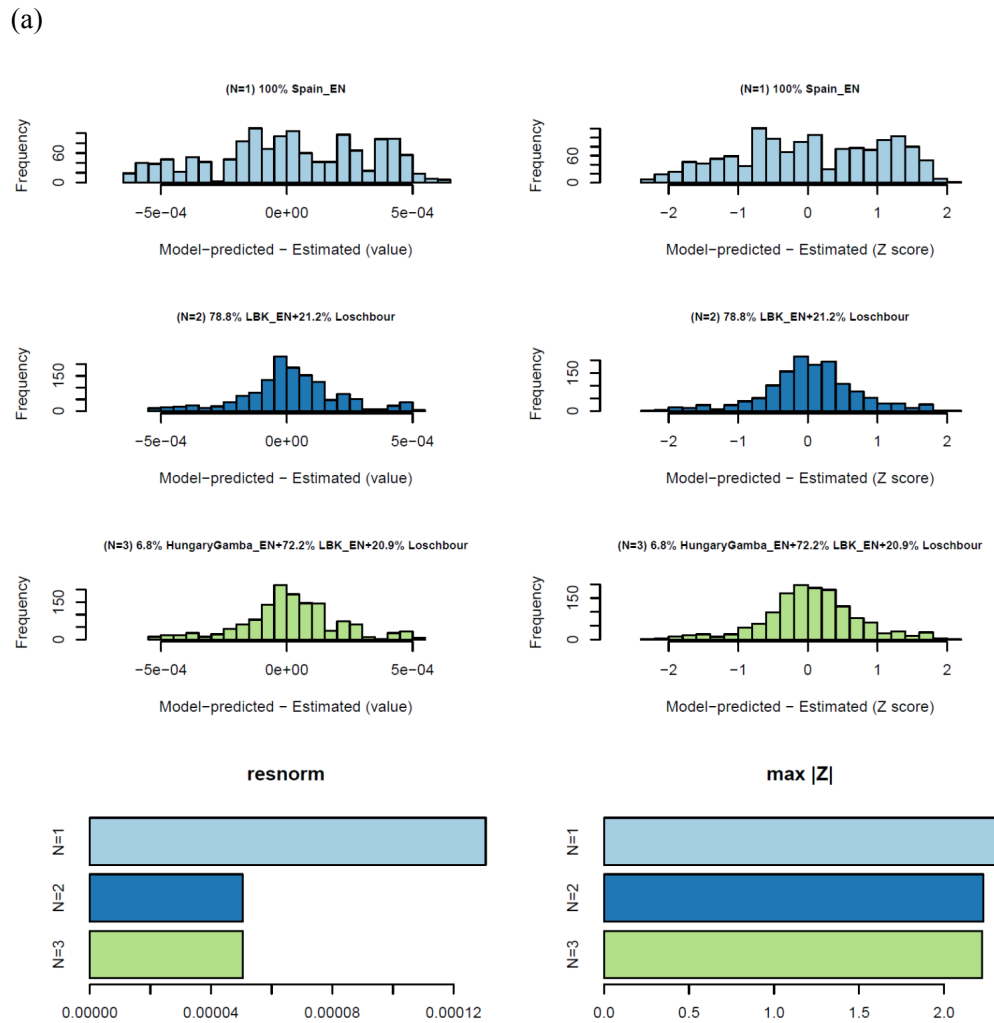 (a)
(N=1) 100% Spain_EN
(N=1) 100% Spain_EN
Frequency
0 60
−5e−04 0e+00 5e−04
Model−predicted − Estimated (value)
Frequency
0 60
−2 −1 0 1 2
Model−predicted − Estimated (Z score)
(N=2) 78.8% LBK_EN+21.2% Loschbour
(N=2) 78.8% LBK_EN+21.2% Loschbour
Frequency
0 150
−5e−04 0e+00 5e−04
Model−predicted − Estimated (value)
Frequency
0 150
−2 −1 0 1 2
Model−predicted − Estimated (Z score)
(N=3) 6.8% HungaryGamba_EN+72.2% LBK_EN+20.9% Loschbour
(N=3) 6.8% HungaryGamba_EN+72.2% LBK_EN+20.9% Loschbour
Frequency
0 150
−5e−04 0e+00 5e−04
Model−predicted − Estimated (value)
Frequency
0 150
−2 −1 0 1 2
Model−predicted − Estimated (Z score)
resnorm
N=1
N=2
N=3
0.00000 0.00004 0.00008 0.00012
max |Z|
N=1
N=2
N=3
0.0 0.5 1.0 1.5 2.0